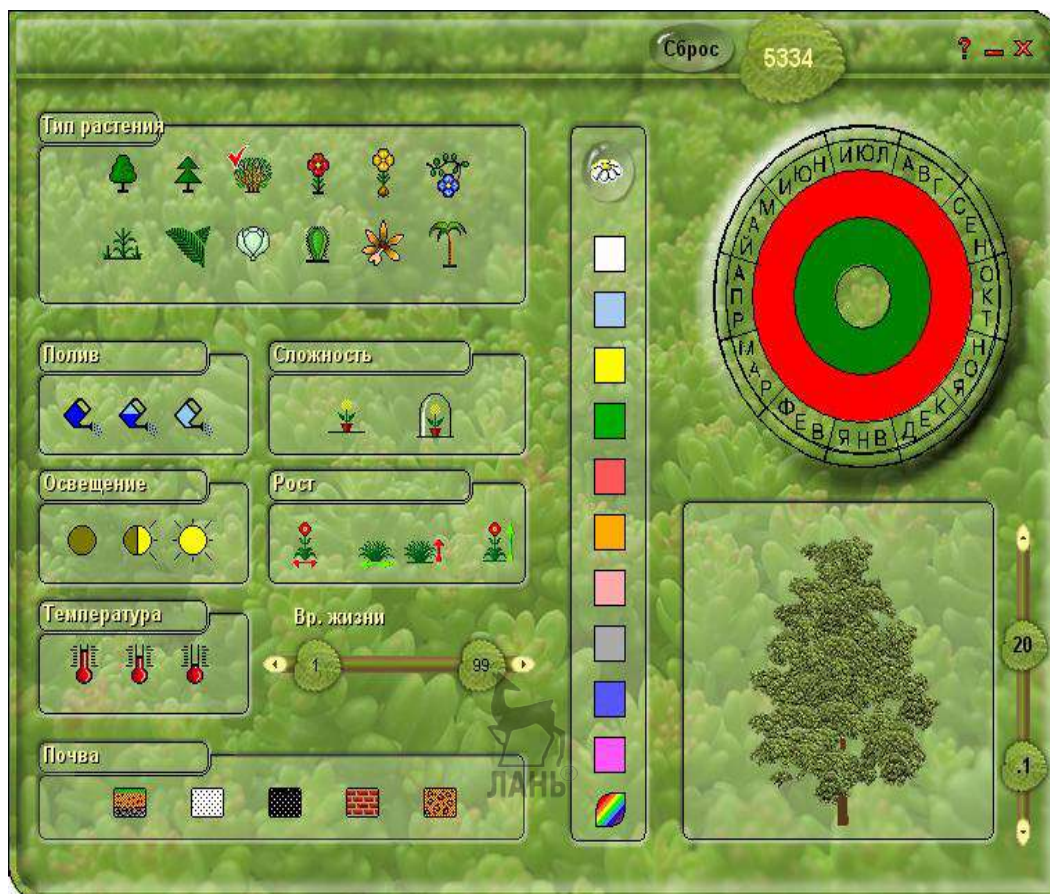 Сброс
5334
?
Тип растения
ИЮЛ
АВГ
СЕН
ОКТ
НОЯ
ДЕК
ЯНВ
ФЕВ
МАР
АПР
МАЙ
ИЮН
Полив
Сложность
Освещение
Рост
Температура
Вр. жизни
1
99
20
.1
Почва
ЛАНЬ®